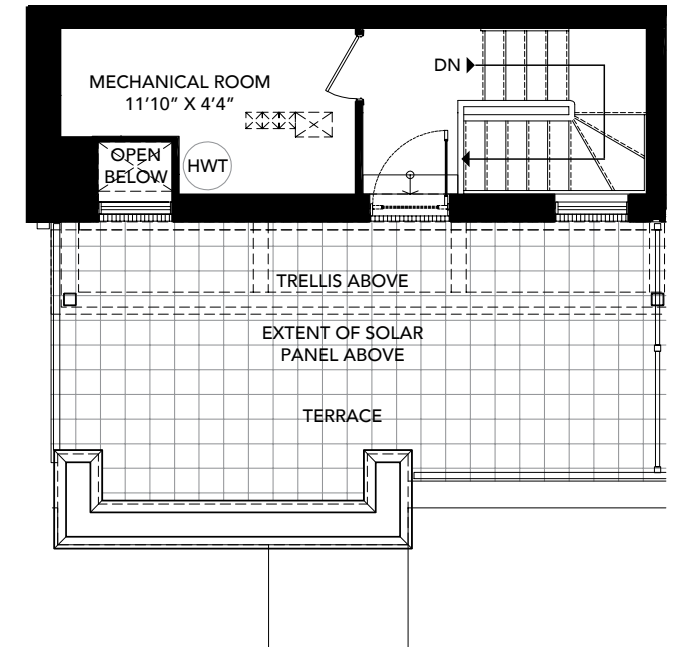 DN
MECHANICAL ROOM
11'10" X 4'4"
OPEN
BELOW
HWT
TRELLIS ABOVE
EXTENT OF SOLAR
PANEL ABOVE
TERRACE